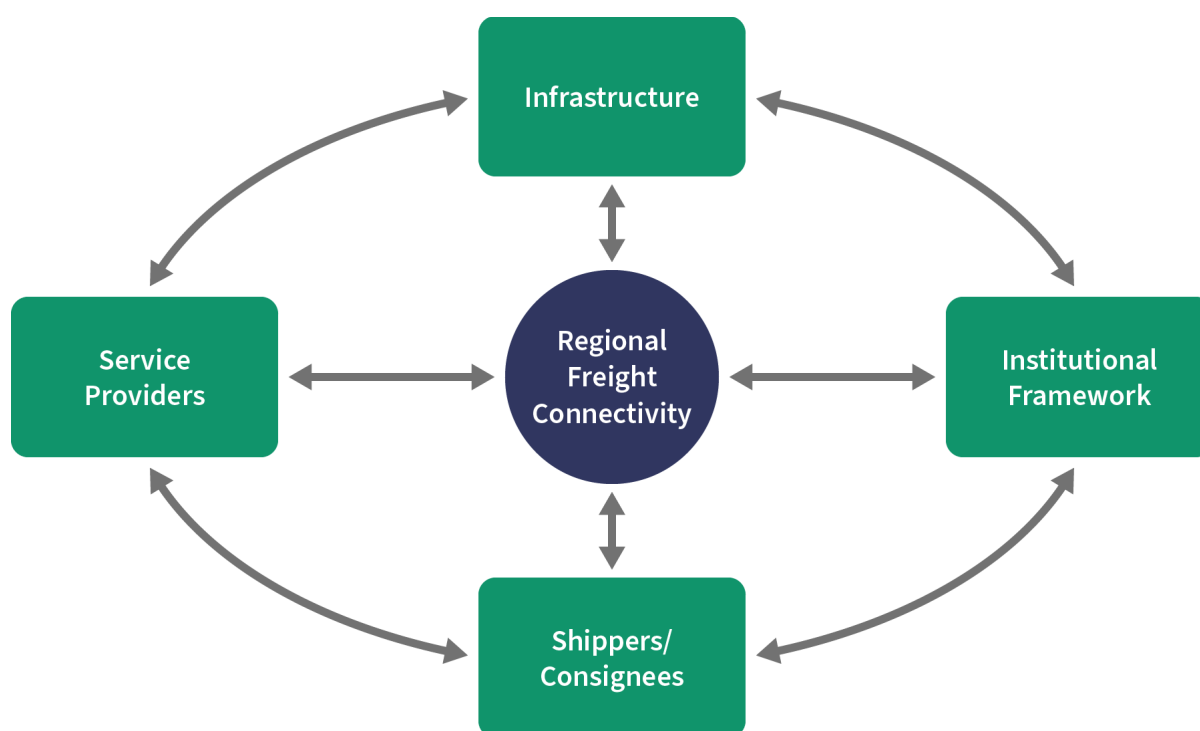 Infrastructure
Service
Providers
Regional
Freight
Connectivity
Institutional
Framework
Shippers/
Consignees